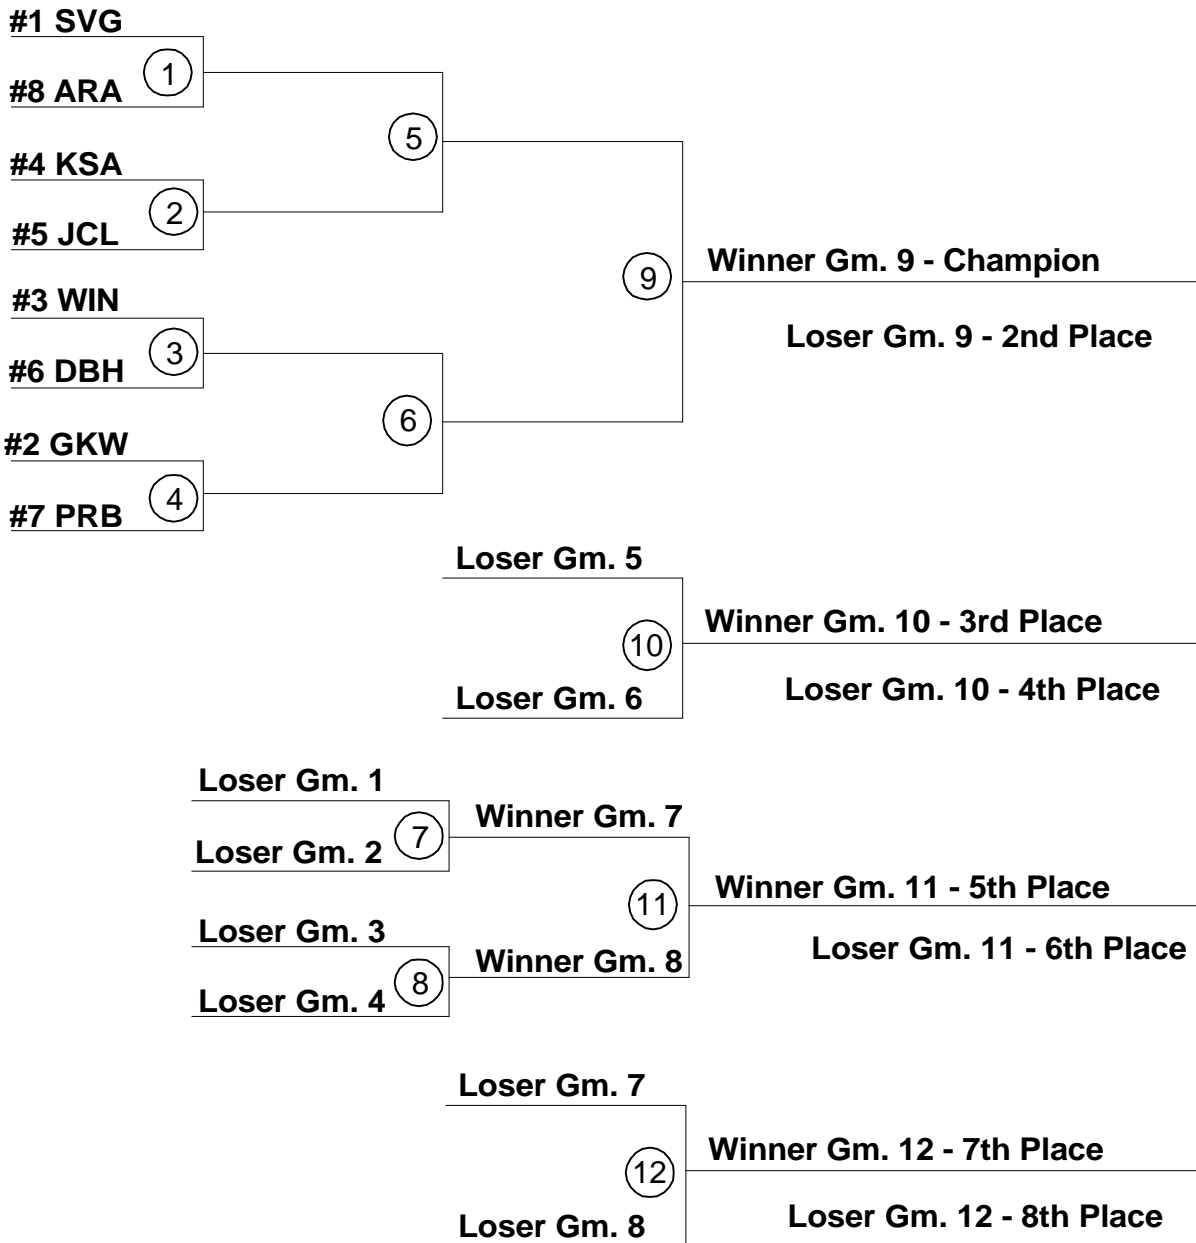 #1 SVG
1
#8 ARA
5
#4 KSA
2
#5 JCL
Winner Gm. 9 - Champion
9
#3 WIN
Loser Gm. 9 - 2nd Place
3
#6 DBH
6
#2 GKW
4
#7 PRB
Loser Gm. 5
Winner Gm. 10 - 3rd Place
10
Loser Gm. 6
Loser Gm. 10 - 4th Place
Loser Gm. 1
Winner Gm. 7
7
Loser Gm. 2
Winner Gm. 11 - 5th Place
11
Loser Gm. 3
Loser Gm. 11 - 6th Place
Winner Gm. 8
8
Loser Gm. 4
Loser Gm. 7
Winner Gm. 12 - 7th Place
12
Loser Gm. 8
Loser Gm. 12 - 8th Place